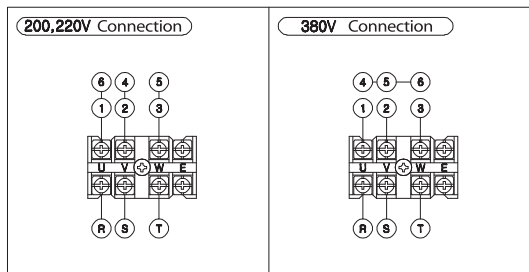 200,220V Connection
380V Connection
6 4 5
1 2 3
U V W E
R S T
4 5 6
1 2 3
U V W E
R S T